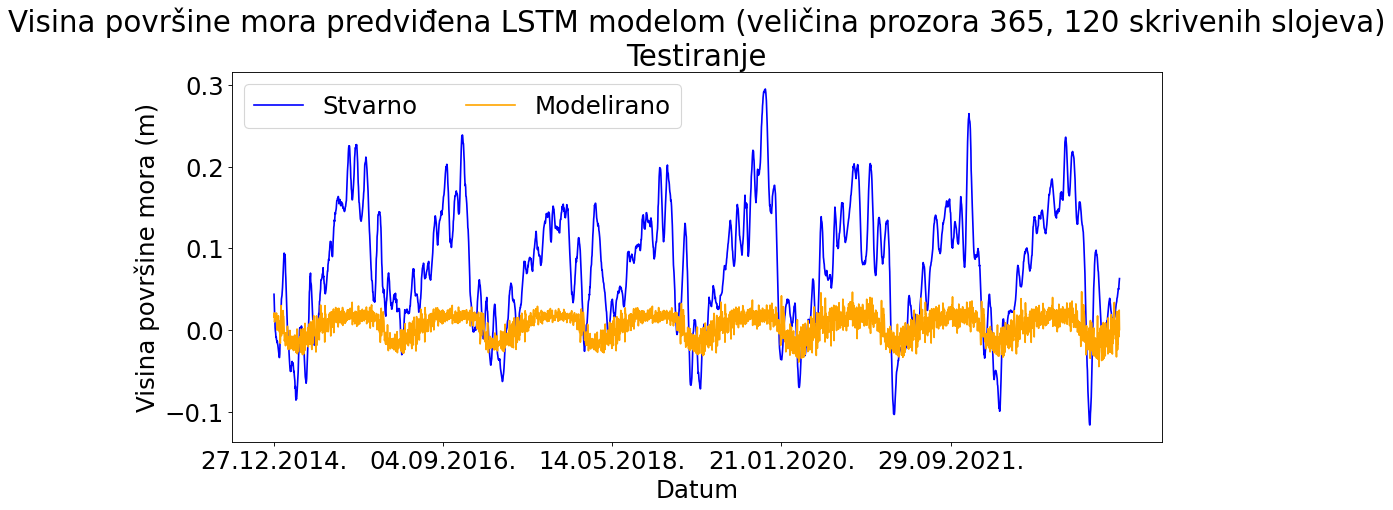 Visina površine mora predviđena LSTM modelom (veličina prozora 365, 120 skrivenih slojeva)
Testiranje
Stvarno Modelirano
Visina površine mora (m)
0.3
0.2
0.1
0.0
−0.1
27.12.2014. 04.09.2016. 14.05.2018. 21.01.2020. 29.09.2021.
Datum